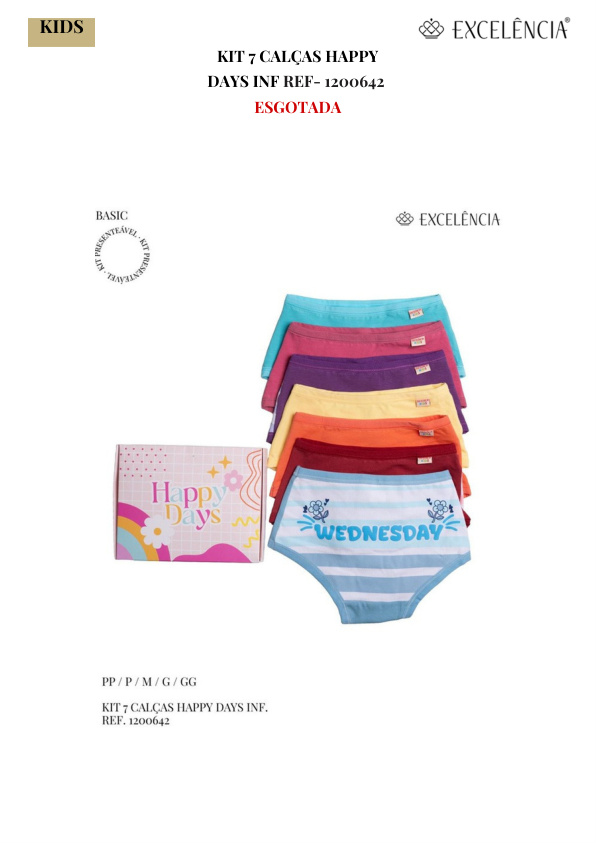 KIDS
EXCELÊNCIA®
KIT 7 CALÇAS HAPPY
DAYS INF REF- 1200642
ESGOTADA
BASIC
EXCELÊNCIA
KIT PRESENTEÁVEL · KIT PRESENTEÁVEL ·
Happy
Days
WEDNESDAY
PP / P / M / G / GG
KIT 7 CALÇAS HAPPY DAYS INF.
REF. 1200642